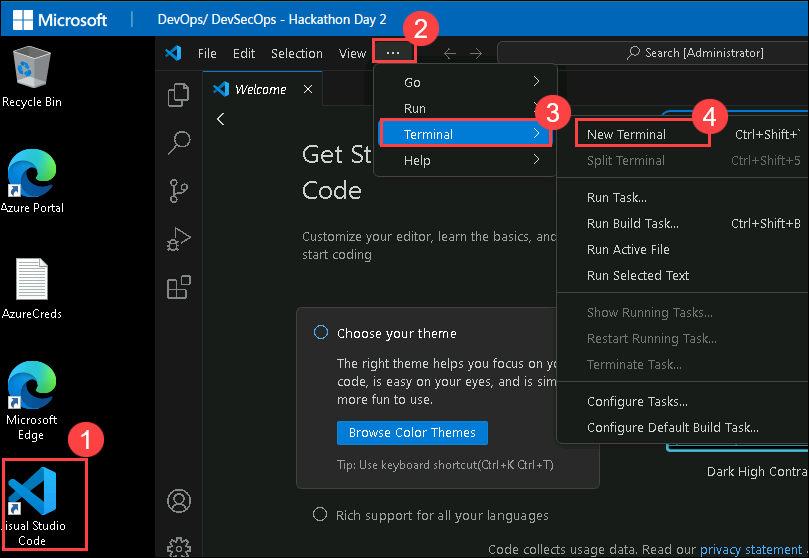 Microsoft | DevOps/ DevSecOps - Hackathon Day 2
2
File Edit Selection View ... Search [Administrator]
Recycle Bin
Welcome
Go
Run
3
4
Terminal
Help
New Terminal Ctrl+Shift+`
Split Terminal Ctrl+Shift+5
Run Task...
Run Build Task... Ctrl+Shift+B
Run Active File
Run Selected Text
Show Running Tasks...
Restart Running Task...
Terminate Task...
Configure Tasks...
Configure Default Build Task...
Get St
Code
Customize your editor, learn the basics, and
start coding
Azure Portal
AzureCreds
Choose your theme
The right theme helps you focus on yo
code, is easy on your eyes, and is sim
more fun to use.
Browse Color Themes
Tip: Use keyboard shortcut(Ctrl+K Ctrl+T)
Microsoft
Edge
1
isual Studio
Code
Dark High Contra
Rich support for all your languages
Code collects usage data. Read our privacy statement